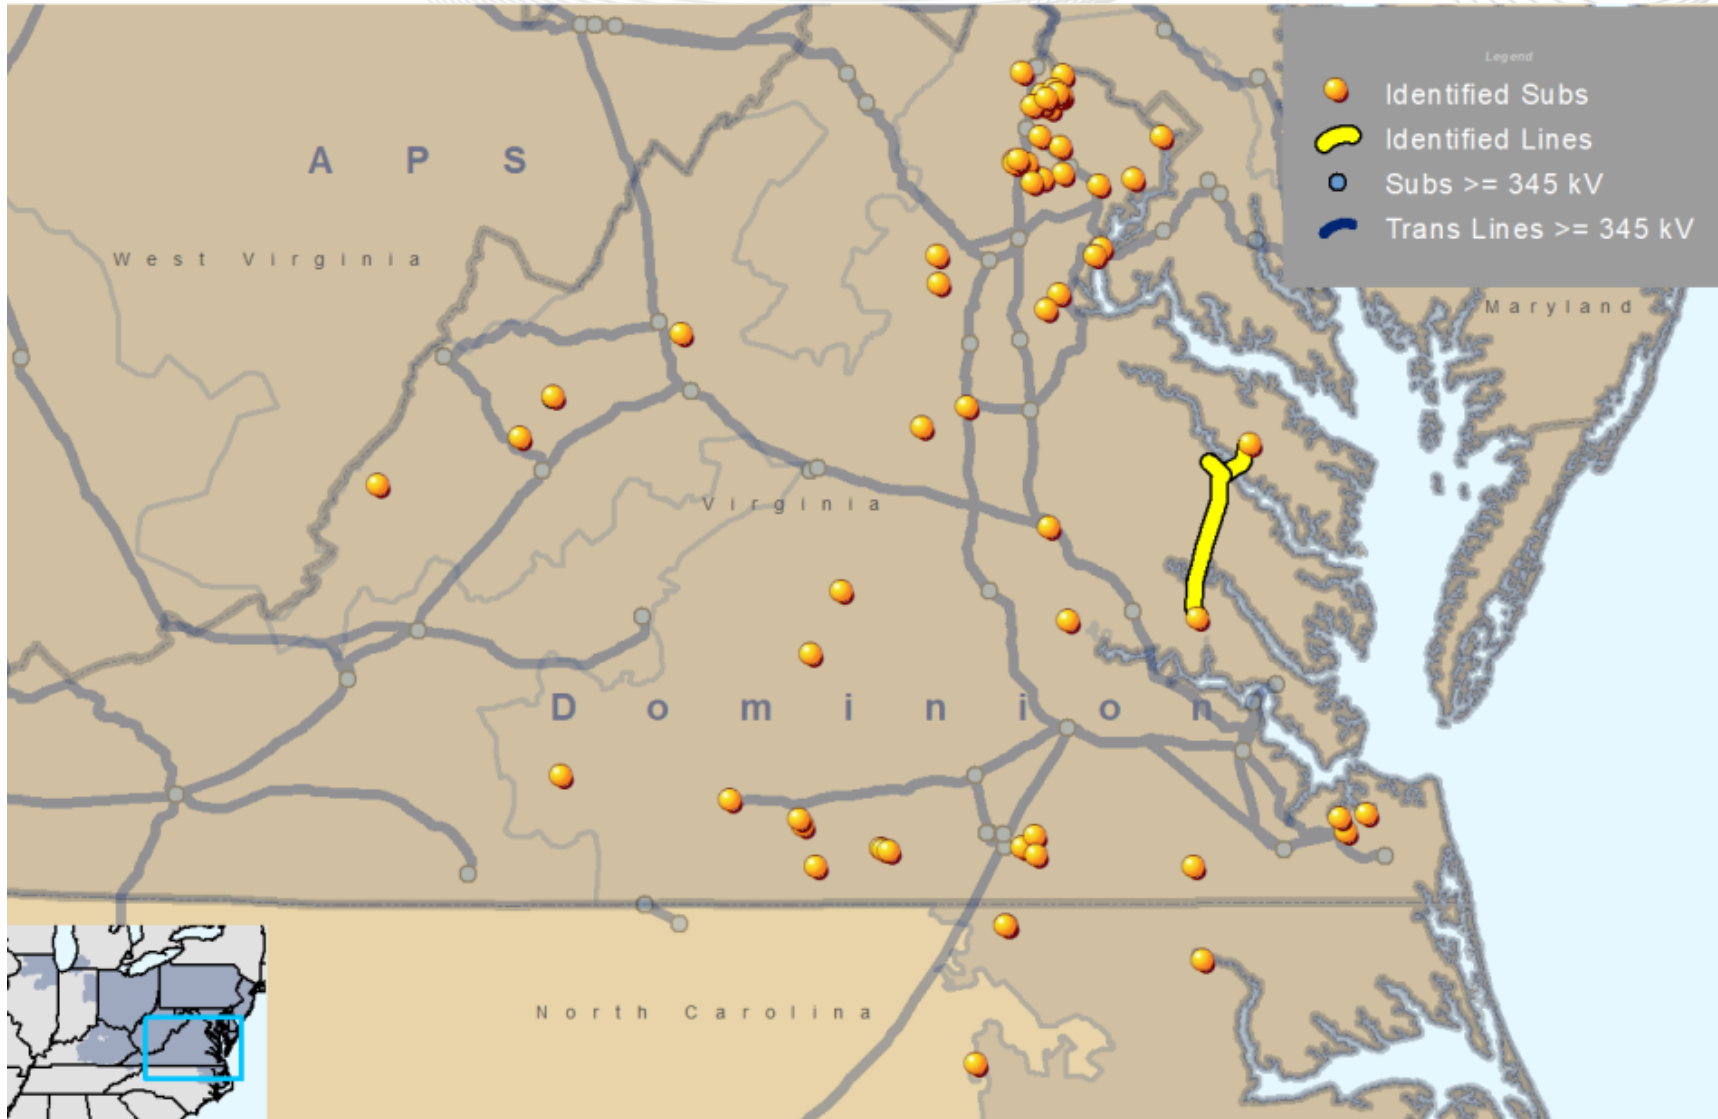 Legend
Identified Subs
Identified Lines
Subs >= 345 kV
Trans Lines >= 345 kV
APS
West Virginia
Maryland
Virginia
Dominion
North Carolina